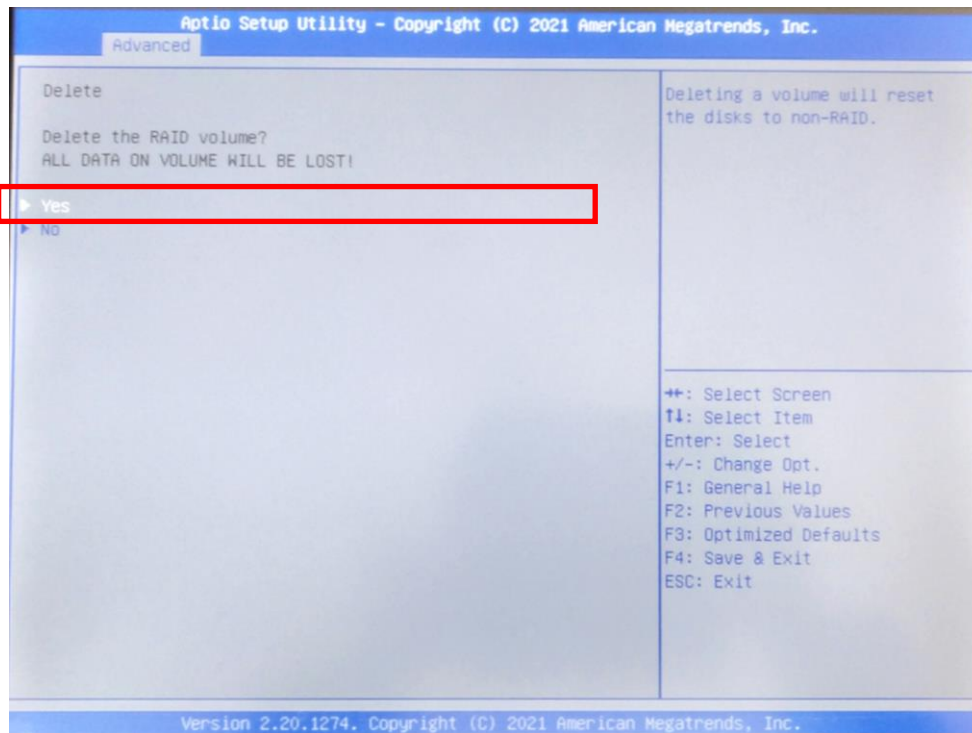 Aptio Setup Utility – Copyright (C) 2021 American Megatrends, Inc.
Advanced
Delete
Delete the RAID volume?
ALL DATA ON VOLUME WILL BE LOST!
▶ Yes
▶ No
Deleting a volume will reset
the disks to non-RAID.
→←: Select Screen
↑↓: Select Item
Enter: Select
+/-: Change Opt.
F1: General Help
F2: Previous Values
F3: Optimized Defaults
F4: Save & Exit
ESC: Exit
Version 2.20.1274. Copyright (C) 2021 American Megatrends, Inc.